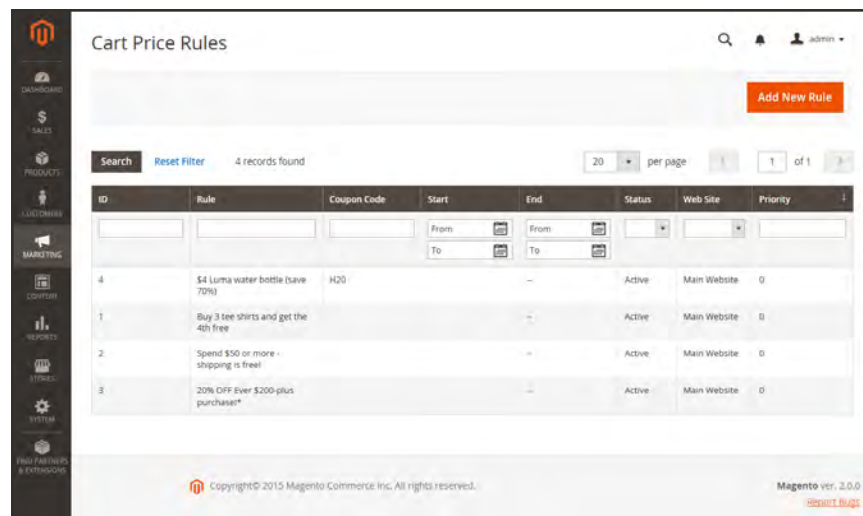 Cart Price Rules
admin
DASHBOARD
Add New Rule
SALES
PRODUCTS
Search Reset Filter 4 records found 20 per page 1 of 1
CUSTOMERS
ID Rule Coupon Code Start End Status Web Site Priority
From From
To To
MARKETING
4 $4 Luma water bottle (save H20 -- Active Main Website 0
70%)
CONTENT
1 Buy 3 tee shirts and get the -- Active Main Website 0
4th free
REPORTS
2 Spend $50 or more - -- Active Main Website 0
shipping is free!
STORES
3 20% OFF Ever $200-plus -- Active Main Website 0
purchase!*
SYSTEM
FIND PARTNERS
& EXTENSIONS
Copyright© 2015 Magento Commerce Inc. All rights reserved.
Magento ver. 2.0.0
Report Bugs